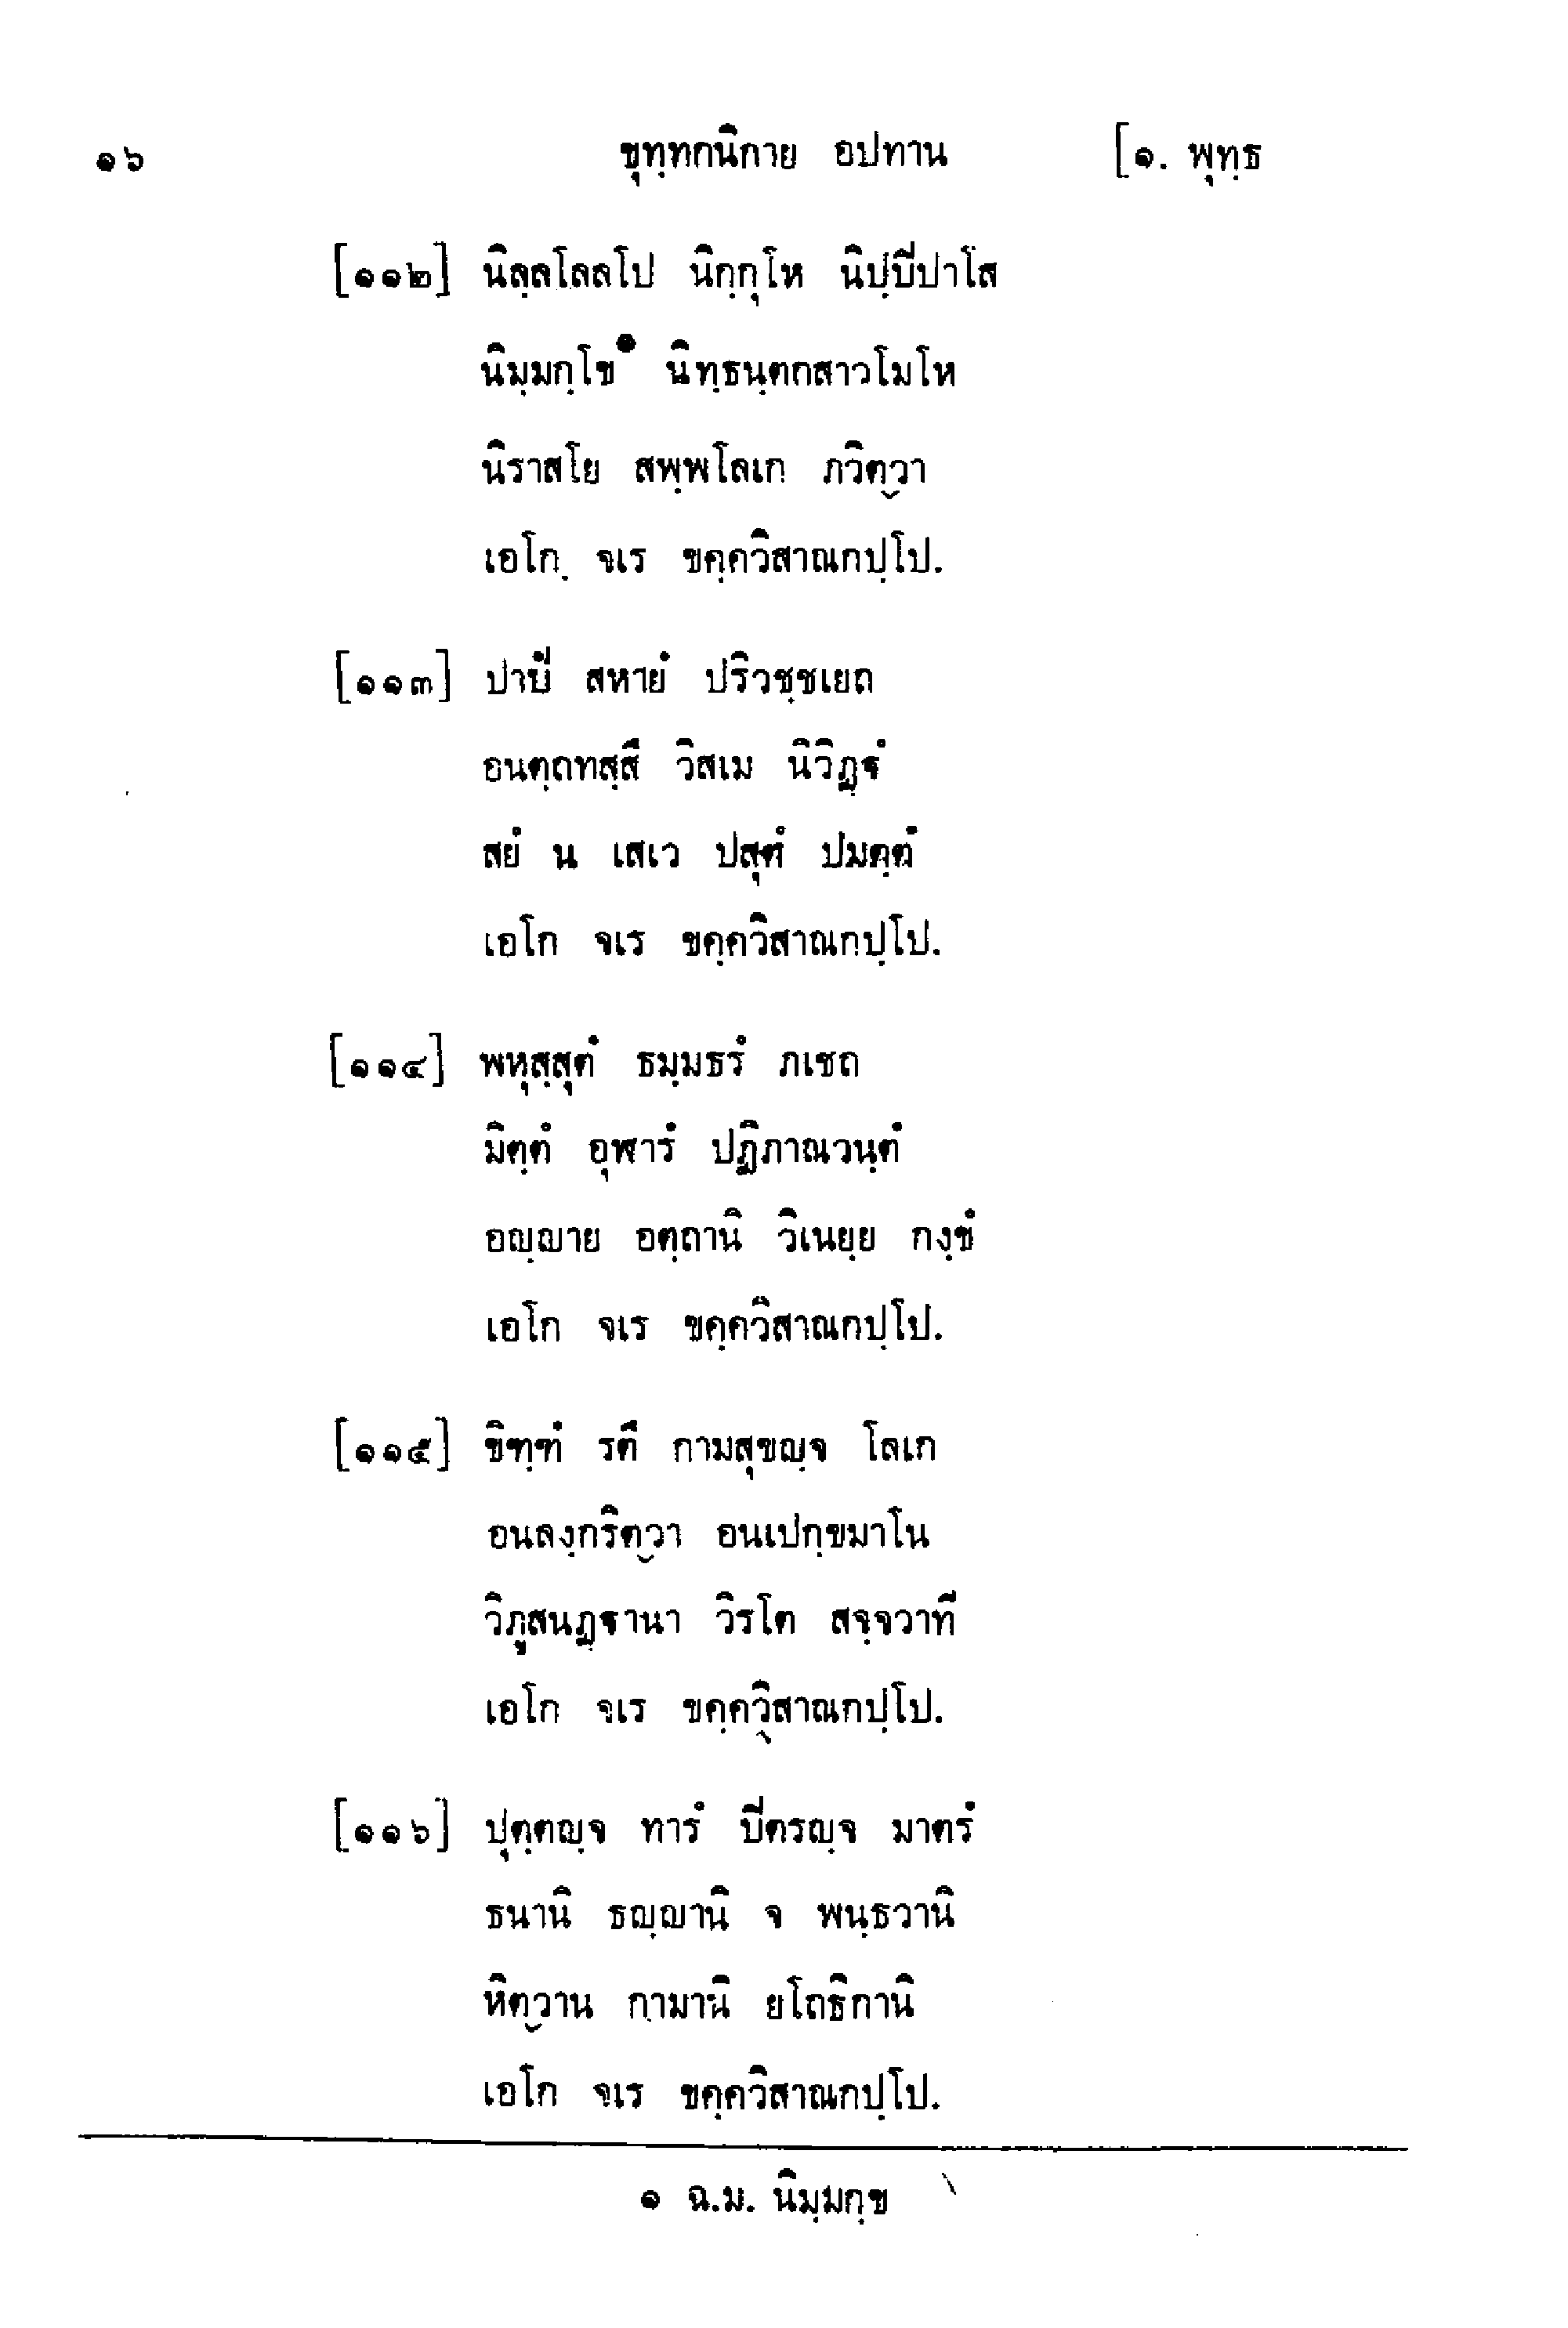 ๑๖ ขุทฺทกนิกาย อปทาน [๑. พุทฺธ
[๑๑๒] นิลฺลโลลโป นิกฺกุโห นิปฺปิปาโส
นิมฺมกฺโข๑ นิทฺธนฺตกสาวโมโห
นิราสโย สพฺพโลเก ภวิตฺวา
เอโก จเร ขคฺควิสาณกปฺโป.
[๑๑๓] ปาปํ สหายํ ปริวชฺชเยถ
อนตฺถทสฺสึ วิสเม นิวิฏฺฐํ
สยํ น เสเว ปสุตํ ปมตฺตํ
เอโก จเร ขคฺควิสาณกปฺโป.
[๑๑๔] พหุสฺสุตํ ธมฺมธรํ ภเชถ
มิตฺตํ อุฬารํ ปฏิภาณวนฺตํ
อญฺญาย อตฺถานิ วิเนยฺย กงฺขํ
เอโก จเร ขคฺควิสาณกปฺโป.
[๑๑๕] ขิฑฺฑํ รตึ กามสุขญฺจ โลเก
อนลงฺกริตฺวา อนเปกฺขมาโน
วิภูสนฏฺฐานา วิรโต สจฺจวาที
เอโก จเร ขคฺควิสาณกปฺโป.
[๑๑๖] ปุตฺตญฺจ ทารํ ปิตรญฺจ มาตรํ
ธนานิ ธญฺญานิ จ พนฺธวานิ
หิตฺวาน กามานิ ยโถธิกานิ
เอโก จเร ขคฺควิสาณกปฺโป.
๑ ฉ.ม. นิมฺมกฺข